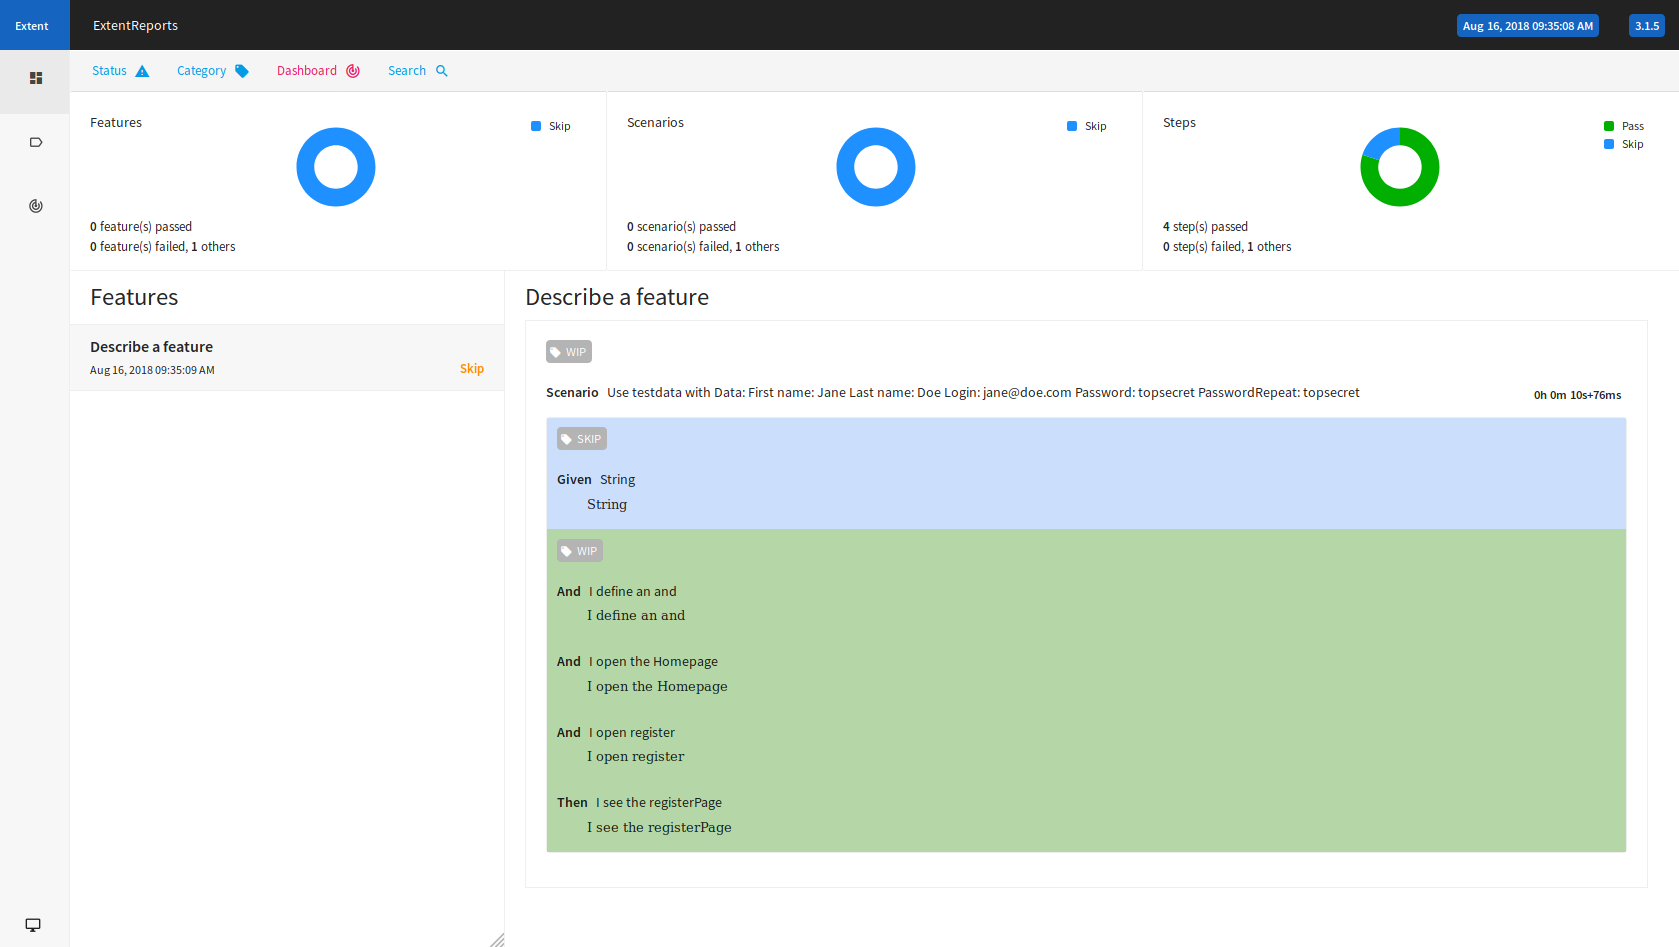 Extent
ExtentReports
Aug 16, 2018 09:35:08 AM
3.1.5
Status
Category
Dashboard
Search
Features
Skip
0 feature(s) passed
0 feature(s) failed, 1 others
Scenarios
Skip
0 scenario(s) passed
0 scenario(s) failed, 1 others
Steps
Pass
Skip
4 step(s) passed
0 step(s) failed, 1 others
Features
Describe a feature
Aug 16, 2018 09:35:09 AM
Skip
Describe a feature
WIP
Scenario Use testdata with Data: First name: Jane Last name: Doe Login: jane@doe.com Password: topsecret PasswordRepeat: topsecret
0h 0m 10s+76ms
SKIP
Given String
String
WIP
And I define an and
I define an and
And I open the Homepage
I open the Homepage
And I open register
I open register
Then I see the registerPage
I see the registerPage